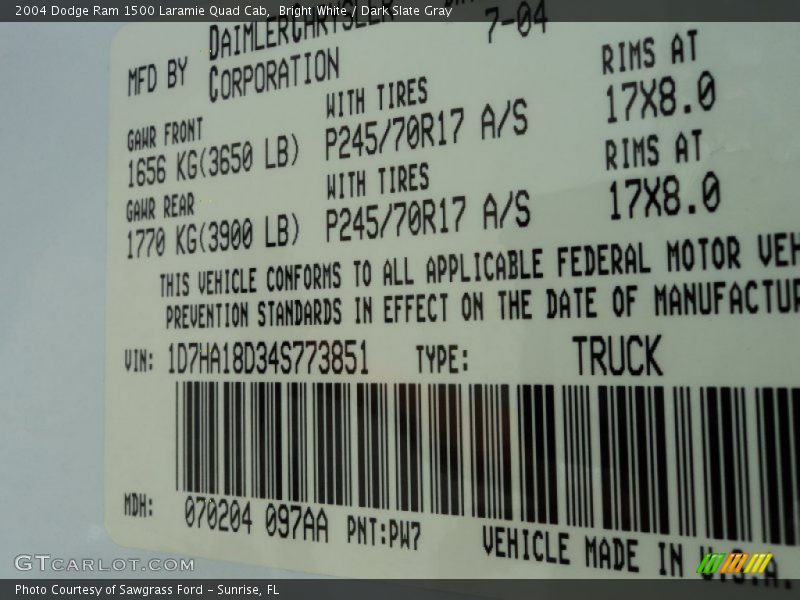 2004 Dodge Ram 1500 Laramie Quad Cab, Bright White / Dark Slate Gray
MFD BY DAIMLERCHRYSLER
CORPORATION
7-04
GAWR FRONT WITH TIRES RIMS AT
1656 KG(3650 LB) P245/70R17 A/S 17X8.0
GAWR REAR WITH TIRES RIMS AT
1770 KG(3900 LB) P245/70R17 A/S 17X8.0
THIS VEHICLE CONFORMS TO ALL APPLICABLE FEDERAL MOTOR VEH
PREVENTION STANDARDS IN EFFECT ON THE DATE OF MANUFACTUR
VIN: 1D7HA18D34S773851 TYPE: TRUCK
MDH: 070204 097AA PNT:PW7 VEHICLE MADE IN U.S.A.
GTCARLOT.COM
Photo Courtesy of Sawgrass Ford - Sunrise, FL